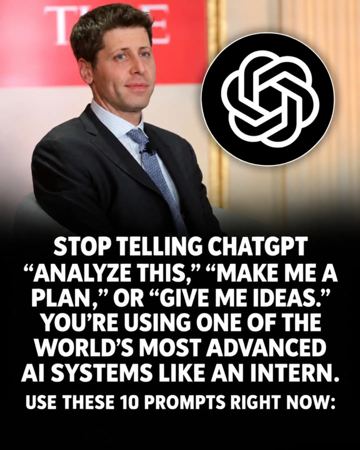 TIME
STOP TELLING CHATGPT
“ANALYZE THIS,” “MAKE ME A
PLAN,” OR “GIVE ME IDEAS.”
YOU’RE USING ONE OF THE
WORLD’S MOST ADVANCED
AI SYSTEMS LIKE AN INTERN.
USE THESE 10 PROMPTS RIGHT NOW: